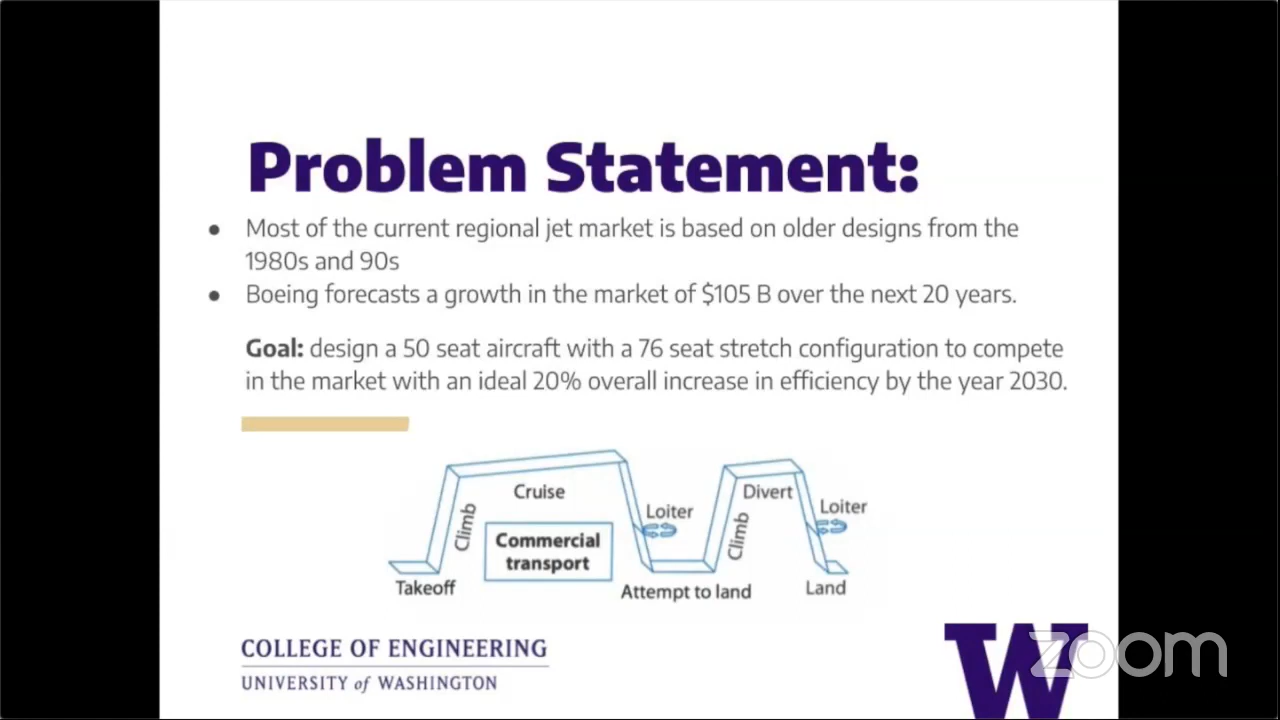 Problem Statement:
● Most of the current regional jet market is based on older designs from the
1980s and 90s
● Boeing forecasts a growth in the market of $105 B over the next 20 years.
Goal: design a 50 seat aircraft with a 76 seat stretch configuration to compete
in the market with an ideal 20% overall increase in efficiency by the year 2030.
Cruise
Divert
Climb
Loiter
Climb
Loiter
Commercial
transport
Takeoff
Attempt to land
Land
COLLEGE OF ENGINEERING
UNIVERSITY of WASHINGTON
W
zoom